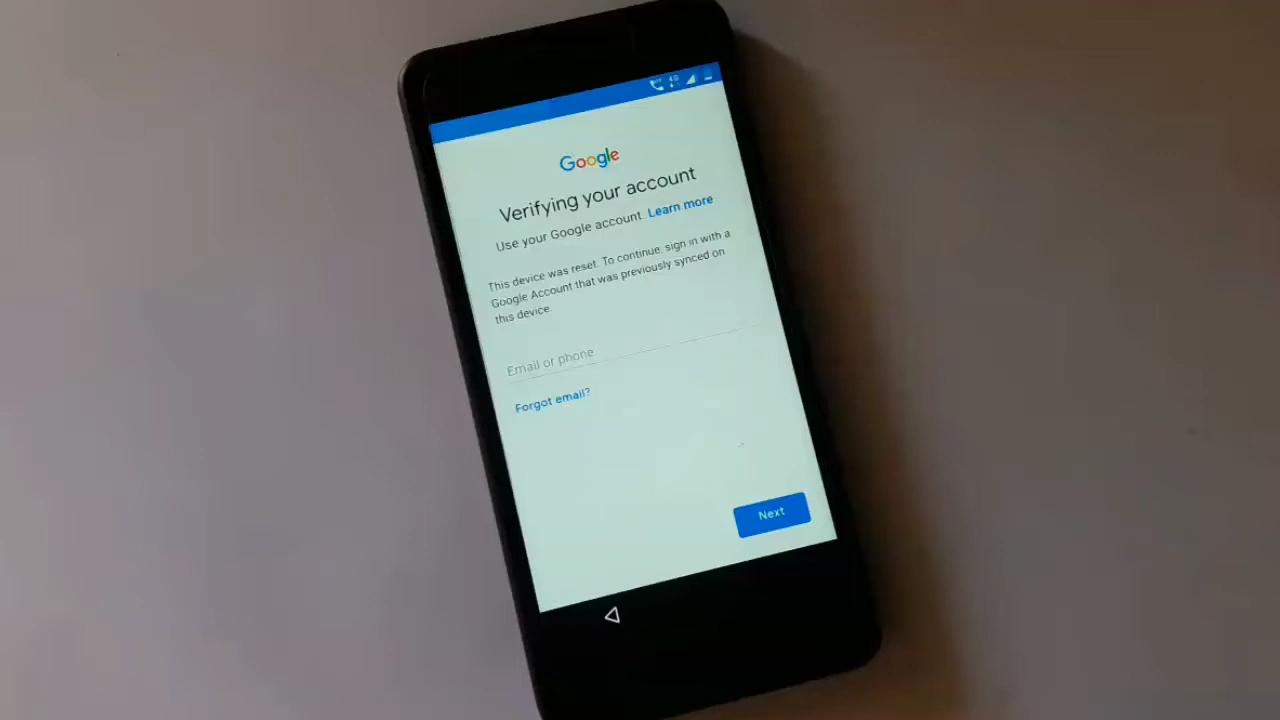 Google
Verifying your account
Use your Google account. Learn more
This device was reset. To continue, sign in with a
Google Account that was previously synced on
this device.
Email or phone
Forgot email?
Next